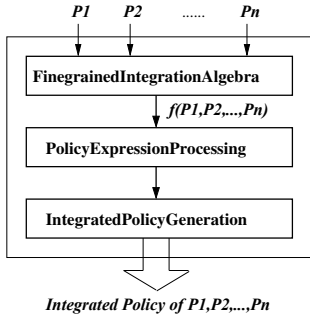 P1 P2 ...... Pn
FinegrainedIntegrationAlgebra
f(P1,P2,...,Pn)
PolicyExpressionProcessing
IntegratedPolicyGeneration
Integrated Policy of P1,P2,...,Pn